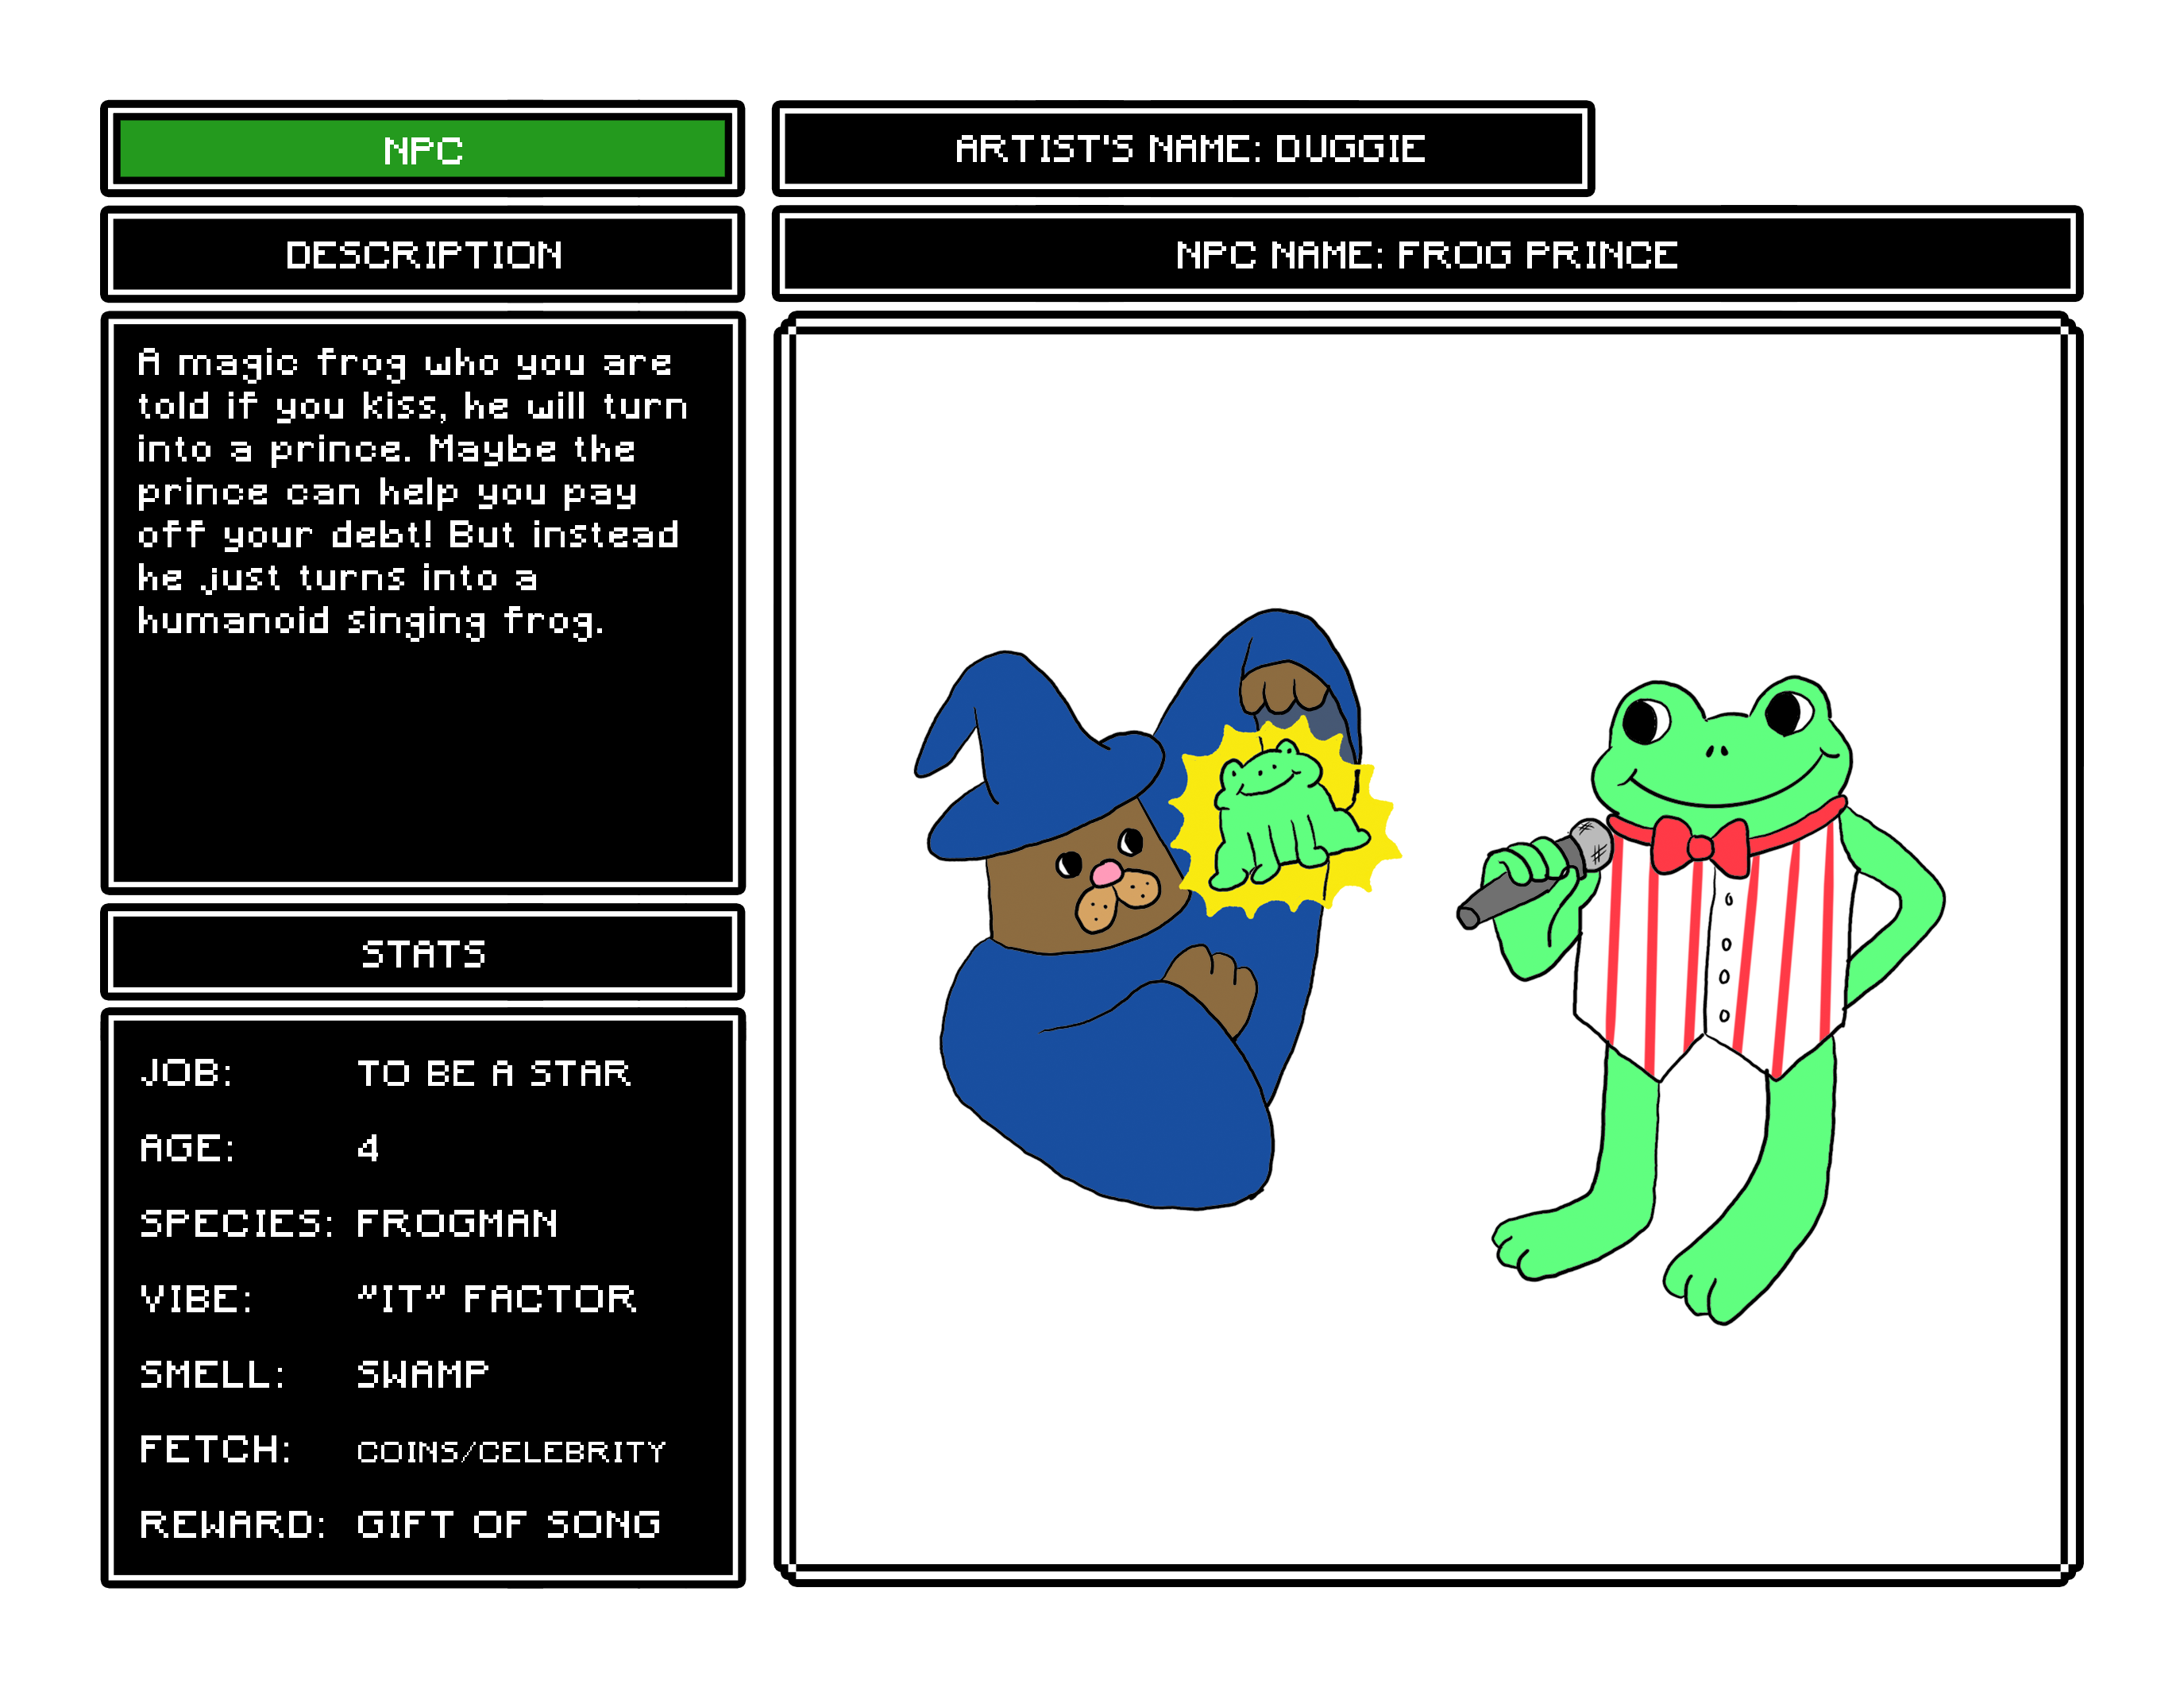 NPC
ARTIST'S NAME: DUGGIE
DESCRIPTION
NPC NAME: FROG PRINCE
A magic frog who you are
told if you kiss, he will turn
into a prince. Maybe the
prince can help you pay
off your debt! But instead
he just turns into a
humanoid singing frog.
STATS
JOB: TO BE A STAR
AGE: 4
SPECIES: FROGMAN
VIBE: "IT" FACTOR
SMELL: SWAMP
FETCH: COINS/CELEBRITY
REWARD: GIFT OF SONG